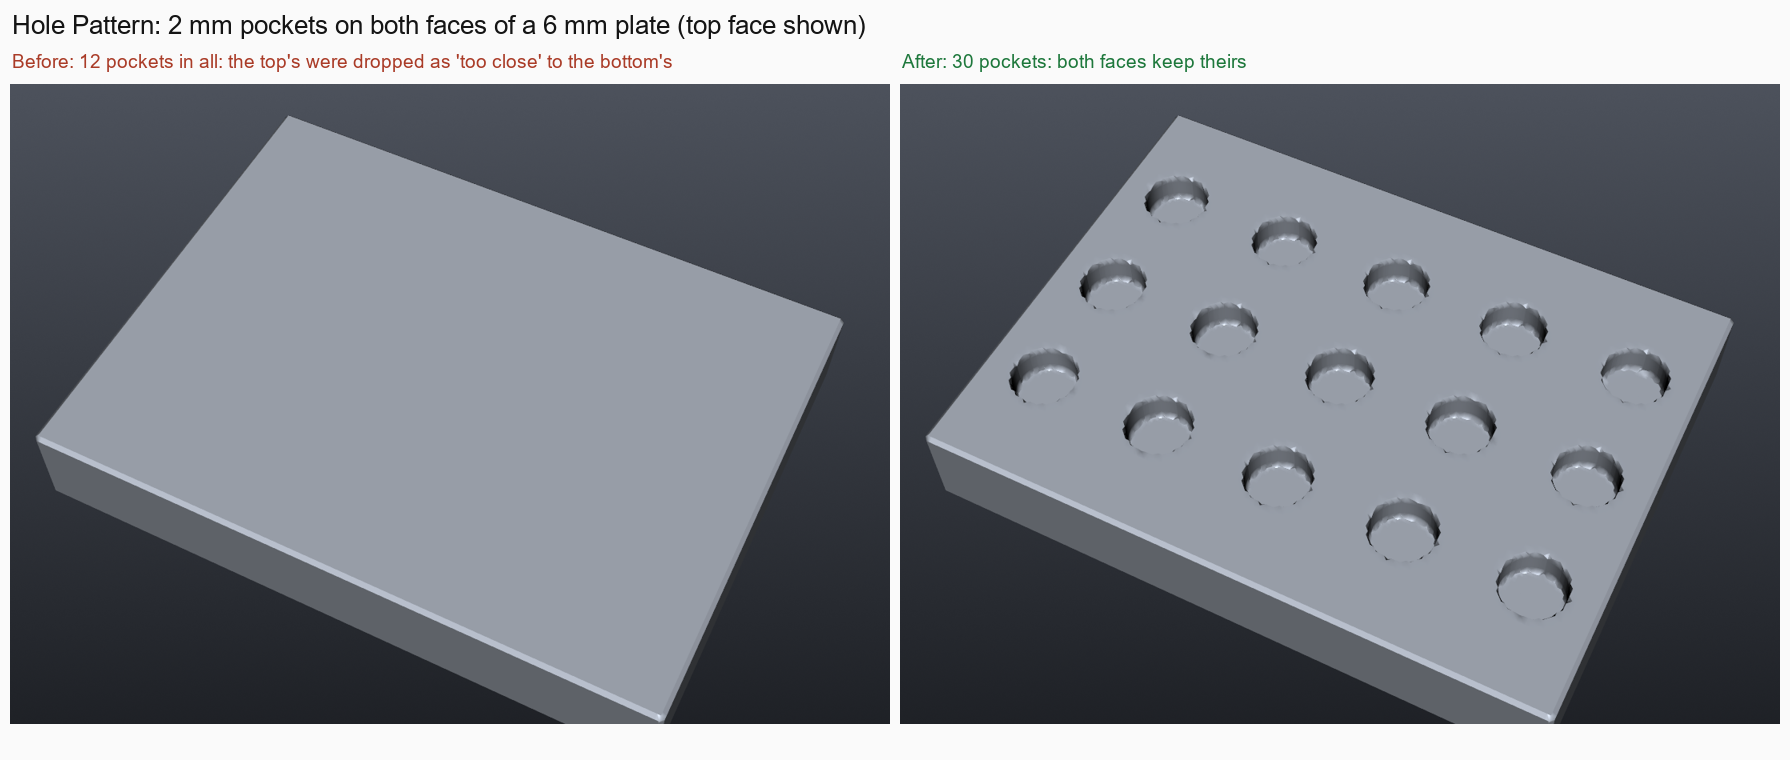 Hole Pattern: 2 mm pockets on both faces of a 6 mm plate (top face shown)
Before: 12 pockets in all: the top's were dropped as 'too close' to the bottom's
After: 30 pockets: both faces keep theirs